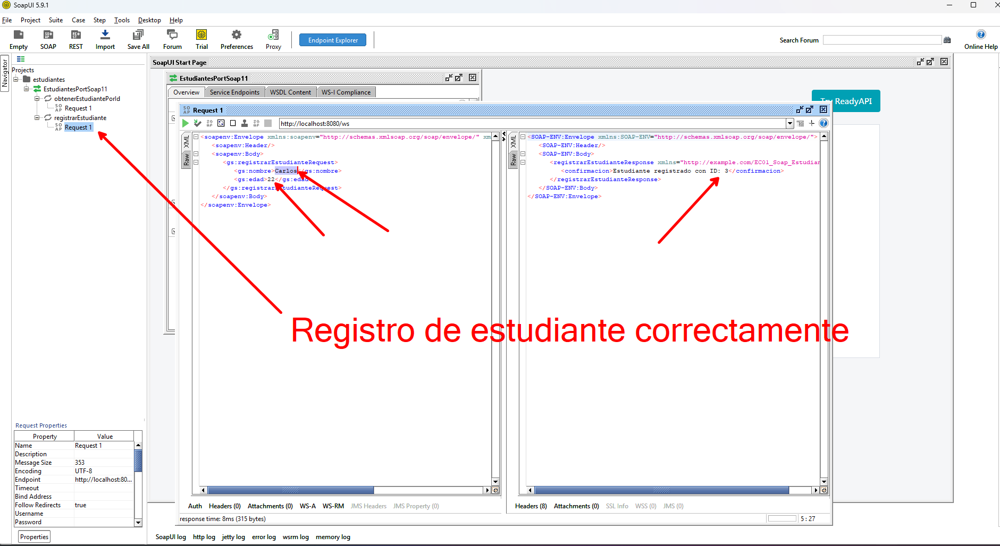 SoapUI 5.9.1
File Project Suite Case Step Tools Desktop Help
Empty SOAP REST Import Save All Forum Trial Preferences Proxy Endpoint Explorer Search Forum Online Help
Navigator
Projects
estudiantes
EstudiantesPortSoap11
obtenerEstudiantePorId
Request 1
registrarEstudiante
Request 1
SoapUI Start Page
EstudiantesPortSoap11
Overview Service Endpoints WSDL Content WS-I Compliance
Try ReadyAPI
Request 1
http://localhost:8080/ws
XML
Raw
<soapenv:Envelope xmlns:soapenv="http://schemas.xmlsoap.org/soap/envelope/" xm
<soapenv:Header/>
<soapenv:Body>
<gs:registrarEstudianteRequest>
<gs:nombre>Carlos</gs:nombre>
<gs:edad>22</gs:edad
</gs:registrarEstudianteRequest>
</soapenv:Body>
</soapenv:Envelope>
XML
Raw
<SOAP-ENV:Envelope xmlns:SOAP-ENV="http://schemas.xmlsoap.org/soap/envelope/">
<SOAP-ENV:Header/>
<SOAP-ENV:Body>
<registrarEstudianteResponse xmlns="http://example.com/EC01_Soap_Estudian
<confirmacion>Estudiante registrado con ID: 3</confirmacion>
</registrarEstudianteResponse>
</SOAP-ENV:Body>
</SOAP-ENV:Envelope>
Registro de estudiante correctamente
Auth Headers (0) Attachments (0) WS-A WS-RM JMS Headers JMS Property (0)
Headers (8) Attachments (0) SSL Info WSS (0) JMS (0)
response time: 8ms (315 bytes)
5 : 27
Request Properties
Property Value
Name Request 1
Description
Message Size 353
Encoding UTF-8
Endpoint http://localhost:80...
Timeout
Bind Address
Follow Redirects true
Username
Password
Properties
SoapUI log http log jetty log error log wsrm log memory log